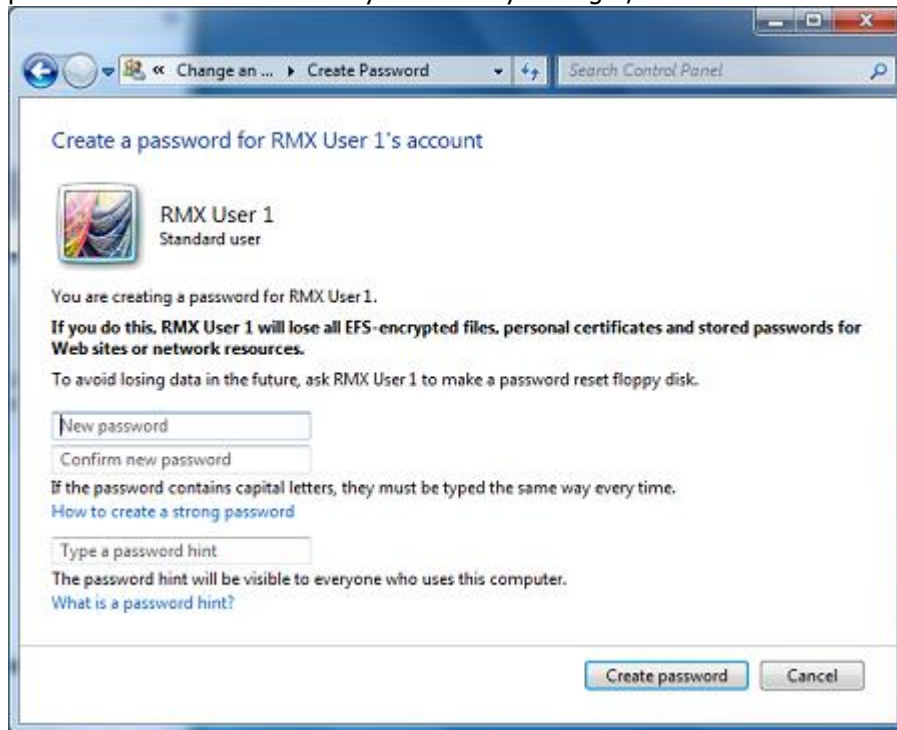 « Change an ... ▸ Create Password
Search Control Panel
Create a password for RMX User 1's account
RMX User 1
Standard user
You are creating a password for RMX User 1.
If you do this, RMX User 1 will lose all EFS-encrypted files, personal certificates and stored passwords for
Web sites or network resources.
To avoid losing data in the future, ask RMX User 1 to make a password reset floppy disk.
New password
Confirm new password
If the password contains capital letters, they must be typed the same way every time.
How to create a strong password
Type a password hint
The password hint will be visible to everyone who uses this computer.
What is a password hint?
Create password
Cancel